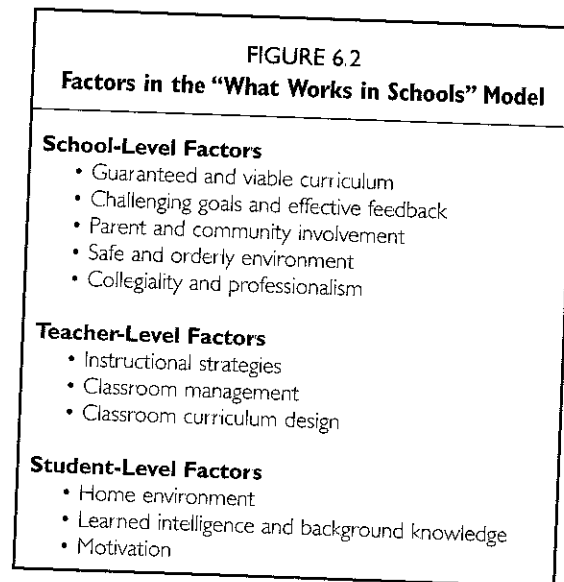 FIGURE 6.2
Factors in the “What Works in Schools” Model
School-Level Factors
• Guaranteed and viable curriculum
• Challenging goals and effective feedback
• Parent and community involvement
• Safe and orderly environment
• Collegiality and professionalism
Teacher-Level Factors
• Instructional strategies
• Classroom management
• Classroom curriculum design
Student-Level Factors
• Home environment
• Learned intelligence and background knowledge
• Motivation